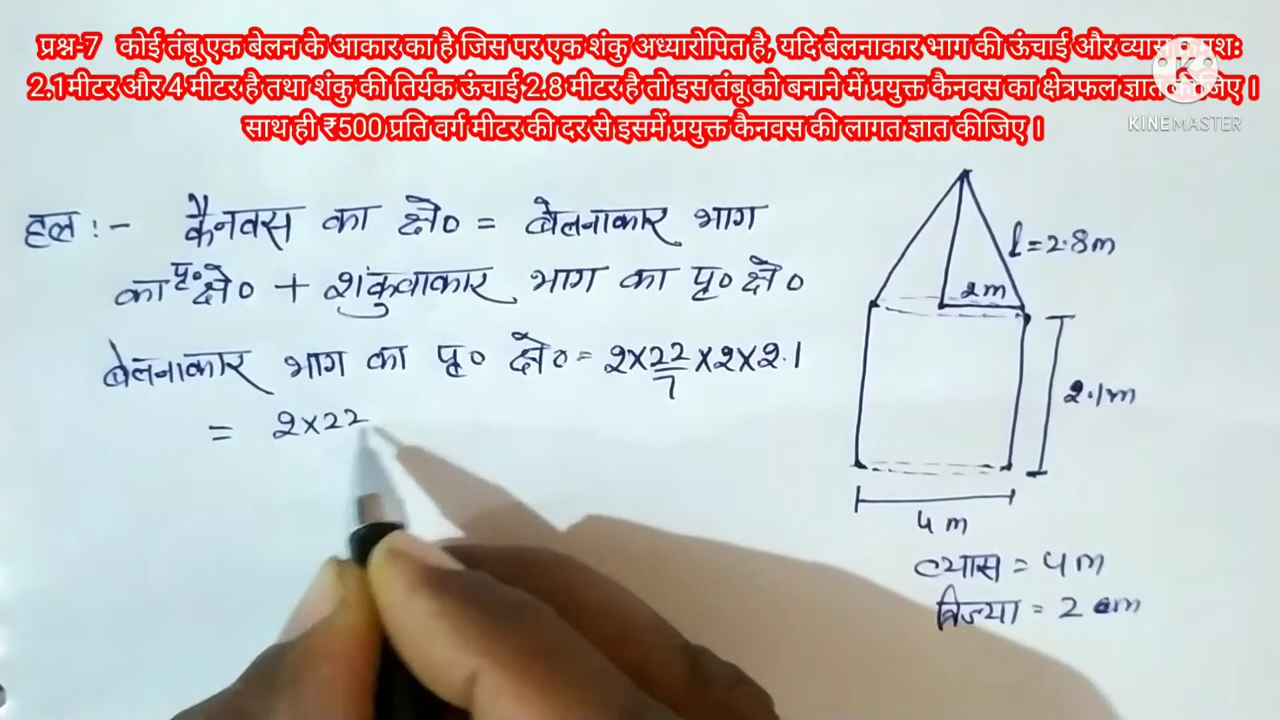 प्रश्न-7 कोई तंबू एक बेलन के आकार का है जिस पर एक शंकु अध्यारोपित है, यदि बेलनाकार भाग की ऊंचाई और व्यास क्रमशः
2.1मीटर और 4 मीटर है तथा शंकु की तिर्यक ऊंचाई 2.8 मीटर है तो इस तंबू को बनाने में प्रयुक्त कैनवस का क्षेत्रफल ज्ञात कीजिए।
साथ ही ₹500 प्रति वर्ग मीटर की दर से इसमें प्रयुक्त कैनवस की लागत ज्ञात कीजिए।
K
KINEMASTER
हल :- कैनवस का क्षे० = बेलनाकार भाग
का पृ० क्षे० + शंकुवाकार भाग का पृ० क्षे०
बेलनाकार भाग का पृ० क्षे० = 2×22/7×2×2.1
= 2×22
l=2.8m
2m
2.1m
4 m
व्यास = 4m
त्रिज्या = 2 m